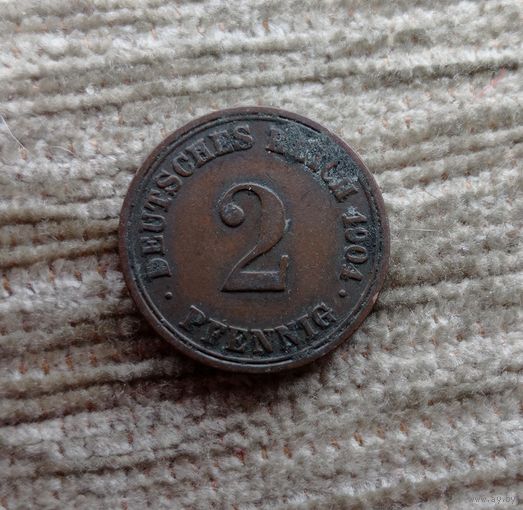 DEUTSCHES REICH 1904
2
PFENNIG
www.ay.by